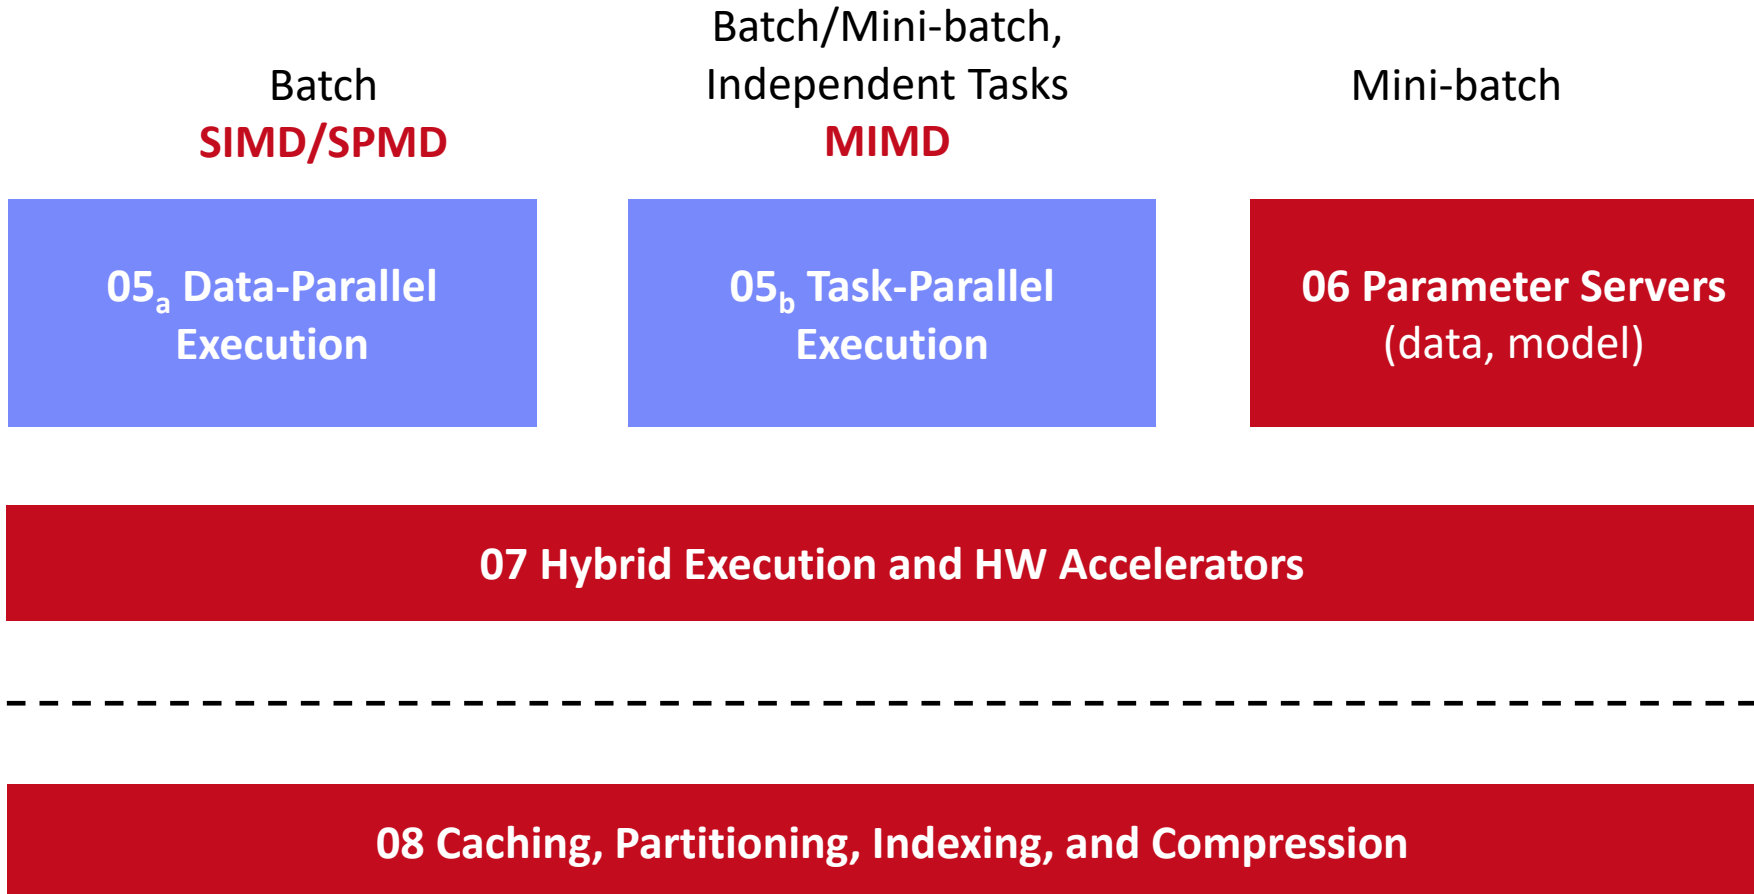 Batch
SIMD/SPMD
Batch/Mini-batch,
Independent Tasks
MIMD
Mini-batch
05a Data-Parallel
Execution
05b Task-Parallel
Execution
06 Parameter Servers
(data, model)
07 Hybrid Execution and HW Accelerators
08 Caching, Partitioning, Indexing, and Compression